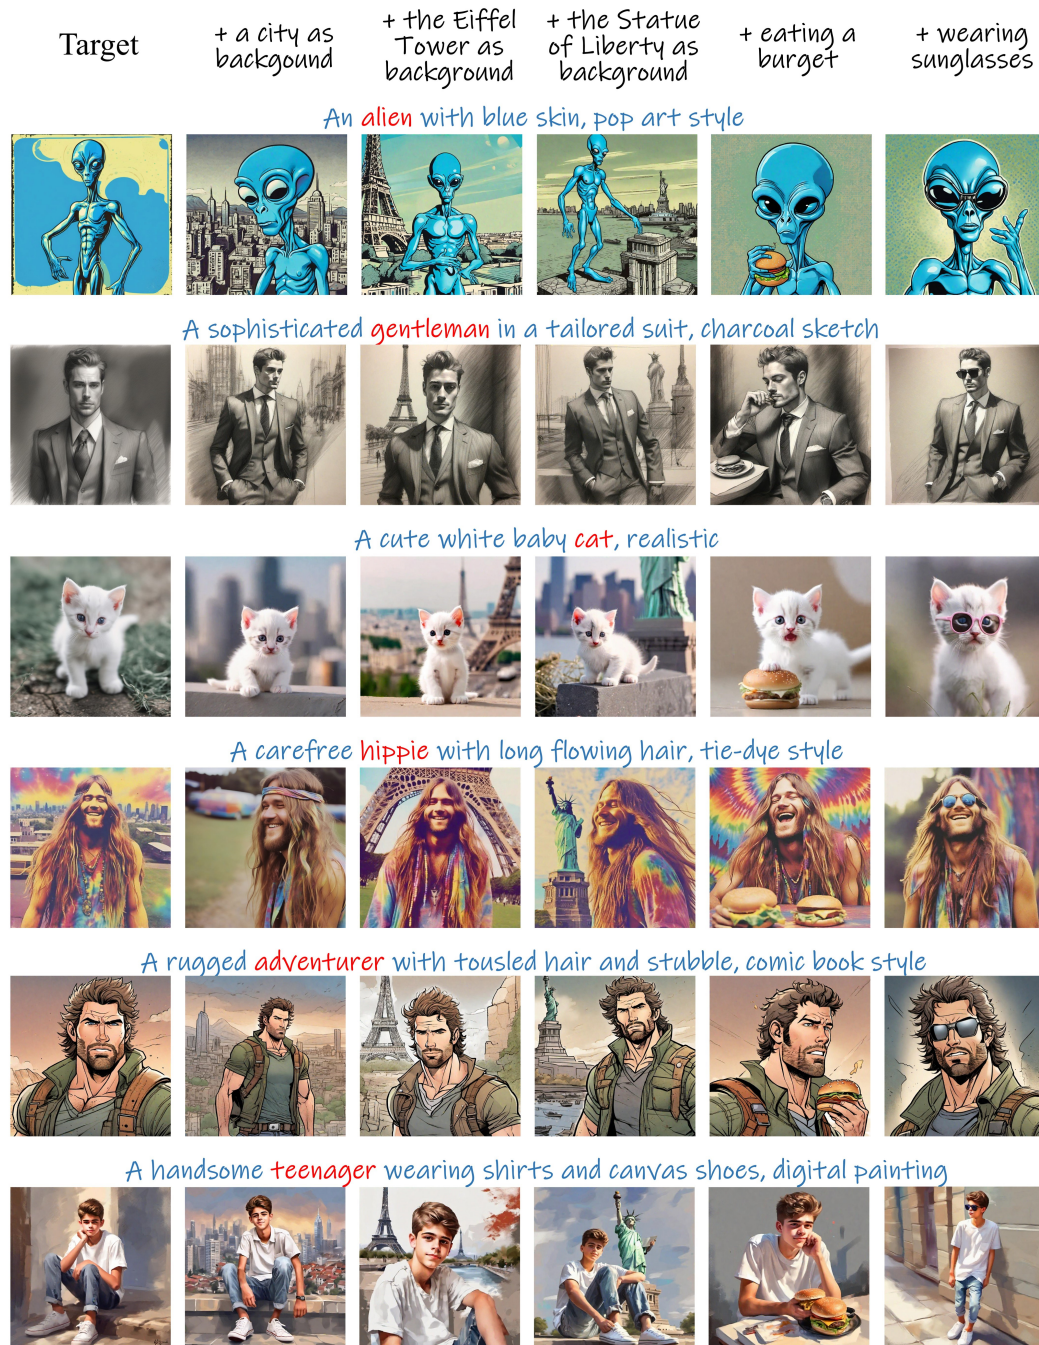 Target
+ a city as
backgound
+ the Eiffel
Tower as
background
+ the Statue
of Liberty as
background
+ eating a
burget
+ wearing
sunglasses
An alien with blue skin, pop art style
A sophisticated gentleman in a tailored suit, charcoal sketch
A cute white baby cat, realistic
A carefree hippie with long flowing hair, tie-dye style
A rugged adventurer with tousled hair and stubble, comic book style
A handsome teenager wearing shirts and canvas shoes, digital painting